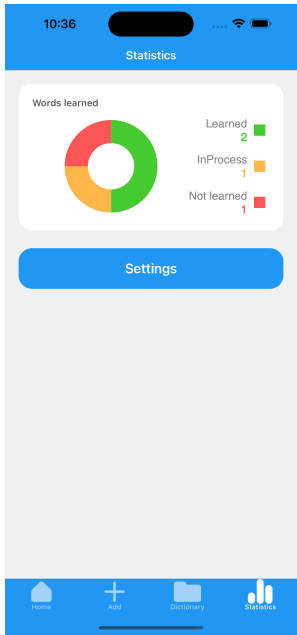 10:36
Statistics
Words learned
Learned
2
InProcess
1
Not learned
1
Settings
Home
Add
Dictionary
Statistics